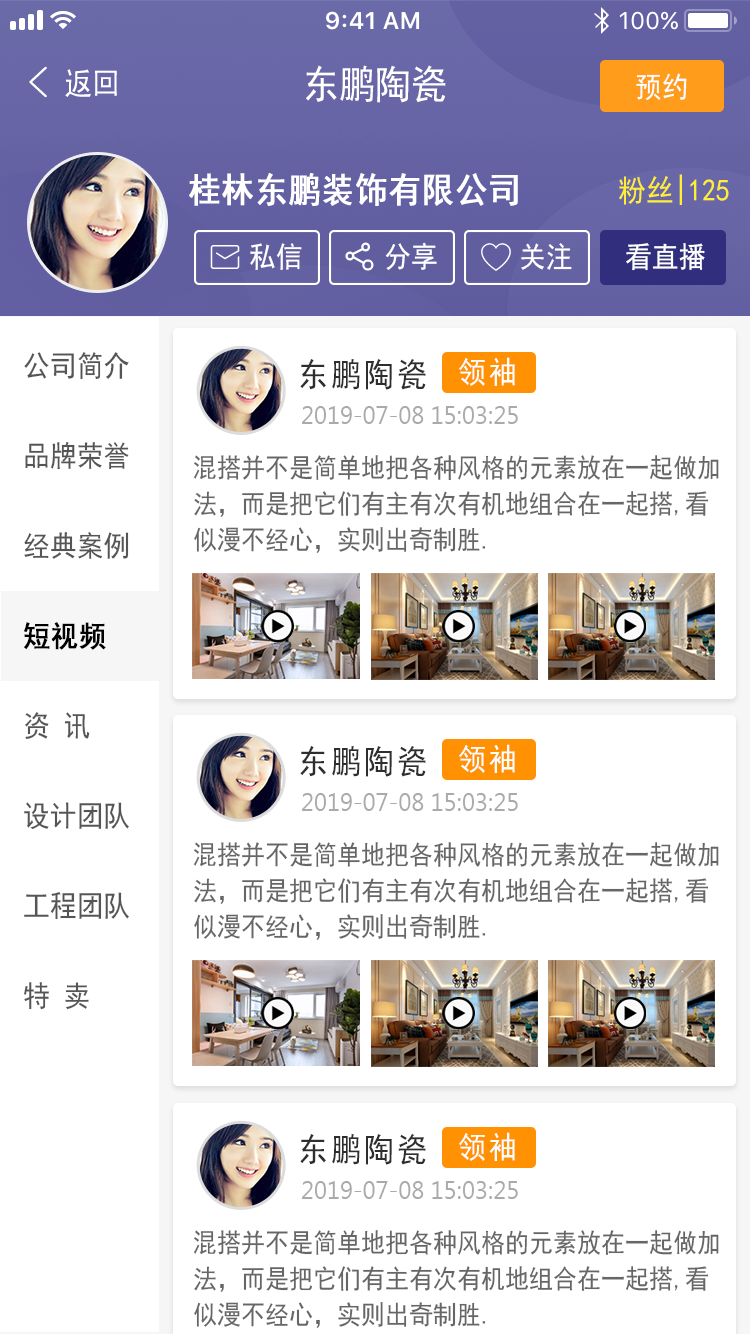 9:41 AM 100%
返回 东鹏陶瓷 预约
桂林东鹏装饰有限公司 粉丝|125
私信 分享 关注 看直播
公司简介
品牌荣誉
经典案例
短视频
资 讯
设计团队
工程团队
特 卖
东鹏陶瓷 领袖
2019-07-08 15:03:25
混搭并不是简单地把各种风格的元素放在一起做加
法，而是把它们有主有次有机地组合在一起搭,看
似漫不经心，实则出奇制胜.
东鹏陶瓷 领袖
2019-07-08 15:03:25
混搭并不是简单地把各种风格的元素放在一起做加
法，而是把它们有主有次有机地组合在一起搭,看
似漫不经心，实则出奇制胜.
东鹏陶瓷 领袖
2019-07-08 15:03:25
混搭并不是简单地把各种风格的元素放在一起做加
法，而是把它们有主有次有机地组合在一起搭,看
似漫不经心，实则出奇制胜.